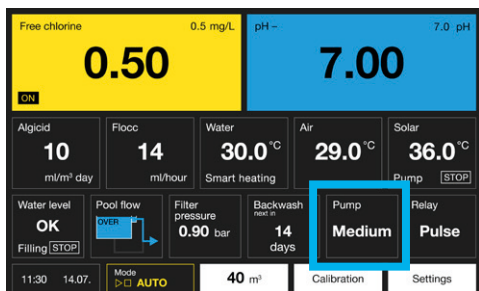 Free chlorine 0.5 mg/L
0.50
ON
pH – 7.0 pH
7.00
Algicid
10
ml/m³ day
Flocc
14
ml/hour
Water
30.0°C
Smart heating
Air
29.0°C
Solar
36.0°C
Pump STOP
Water level
OK
Filling STOP
Pool flow
OVER
Filter
pressure
0.90 bar
Backwash
next in
14
days
Pump
Medium
Relay
Pulse
11:30 14.07.
Mode
AUTO
40 m³
Calibration
Settings